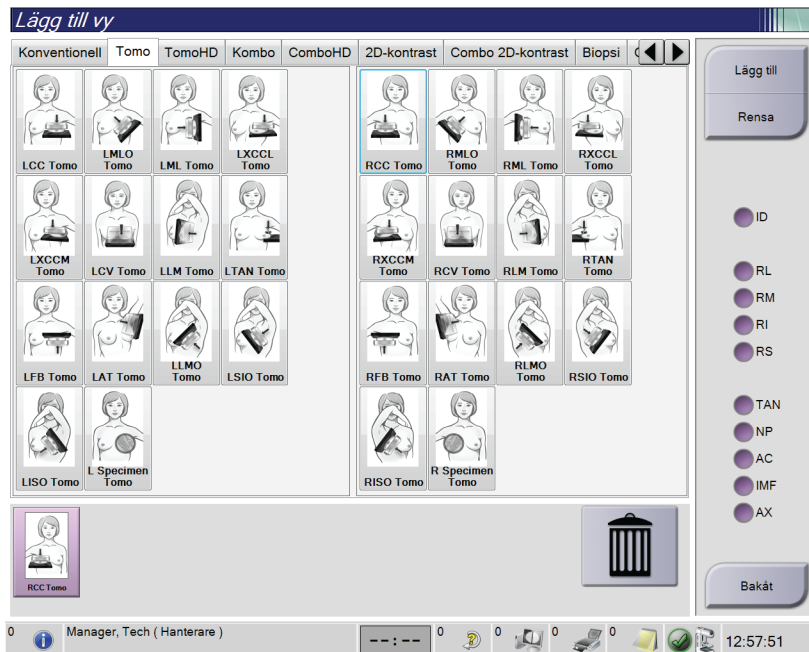 Lägg till vy
Konventionell Tomo TomoHD Kombo ComboHD 2D-kontrast Combo 2D-kontrast Biopsi
LCC Tomo
LMLO
Tomo
LML Tomo
LXCCL
Tomo
RCC Tomo
RMLO
Tomo
RML Tomo
RXCCL
Tomo
LXCCM
Tomo
LCV Tomo
LLM Tomo
LTAN Tomo
RXCCM
Tomo
RCV Tomo
RLM Tomo
RTAN
Tomo
LFB Tomo
LAT Tomo
LLMO
Tomo
LSIO Tomo
RFB Tomo
RAT Tomo
RLMO
Tomo
RSIO Tomo
LISO Tomo
L Specimen
Tomo
RISO Tomo
R Specimen
Tomo
RCC Tomo
Lägg till
Rensa
ID
RL
RM
RI
RS
TAN
NP
AC
IMF
AX
Bakåt
0 Manager, Tech ( Hanterare ) --:-- 0 0 0 0 12:57:51